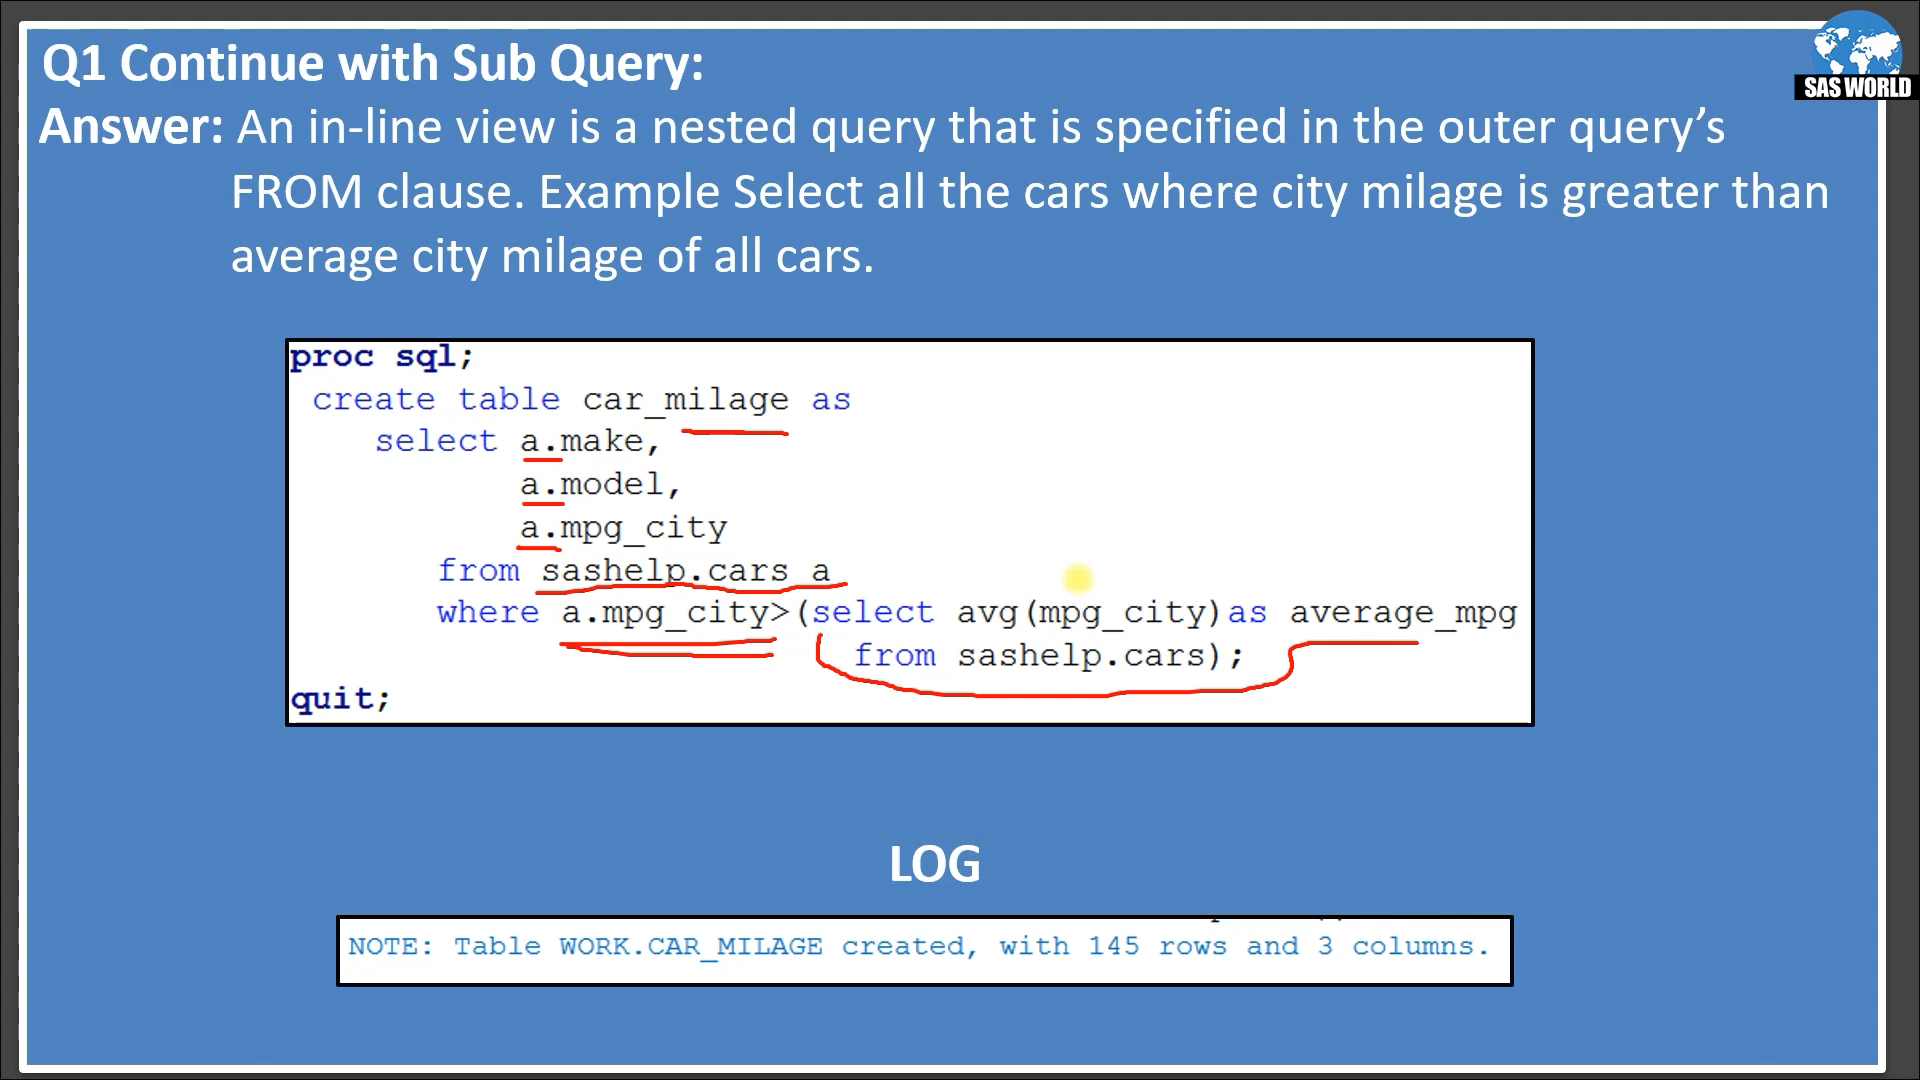 Q1 Continue with Sub Query:
SAS WORLD
Answer: An in-line view is a nested query that is specified in the outer query’s
FROM clause. Example Select all the cars where city milage is greater than
average city milage of all cars.
proc sql;
create table car_milage as
select a.make,
a.model,
a.mpg_city
from sashelp.cars a
where a.mpg_city>(select avg(mpg_city)as average_mpg
from sashelp.cars);
quit;
LOG
NOTE: Table WORK.CAR_MILAGE created, with 145 rows and 3 columns.